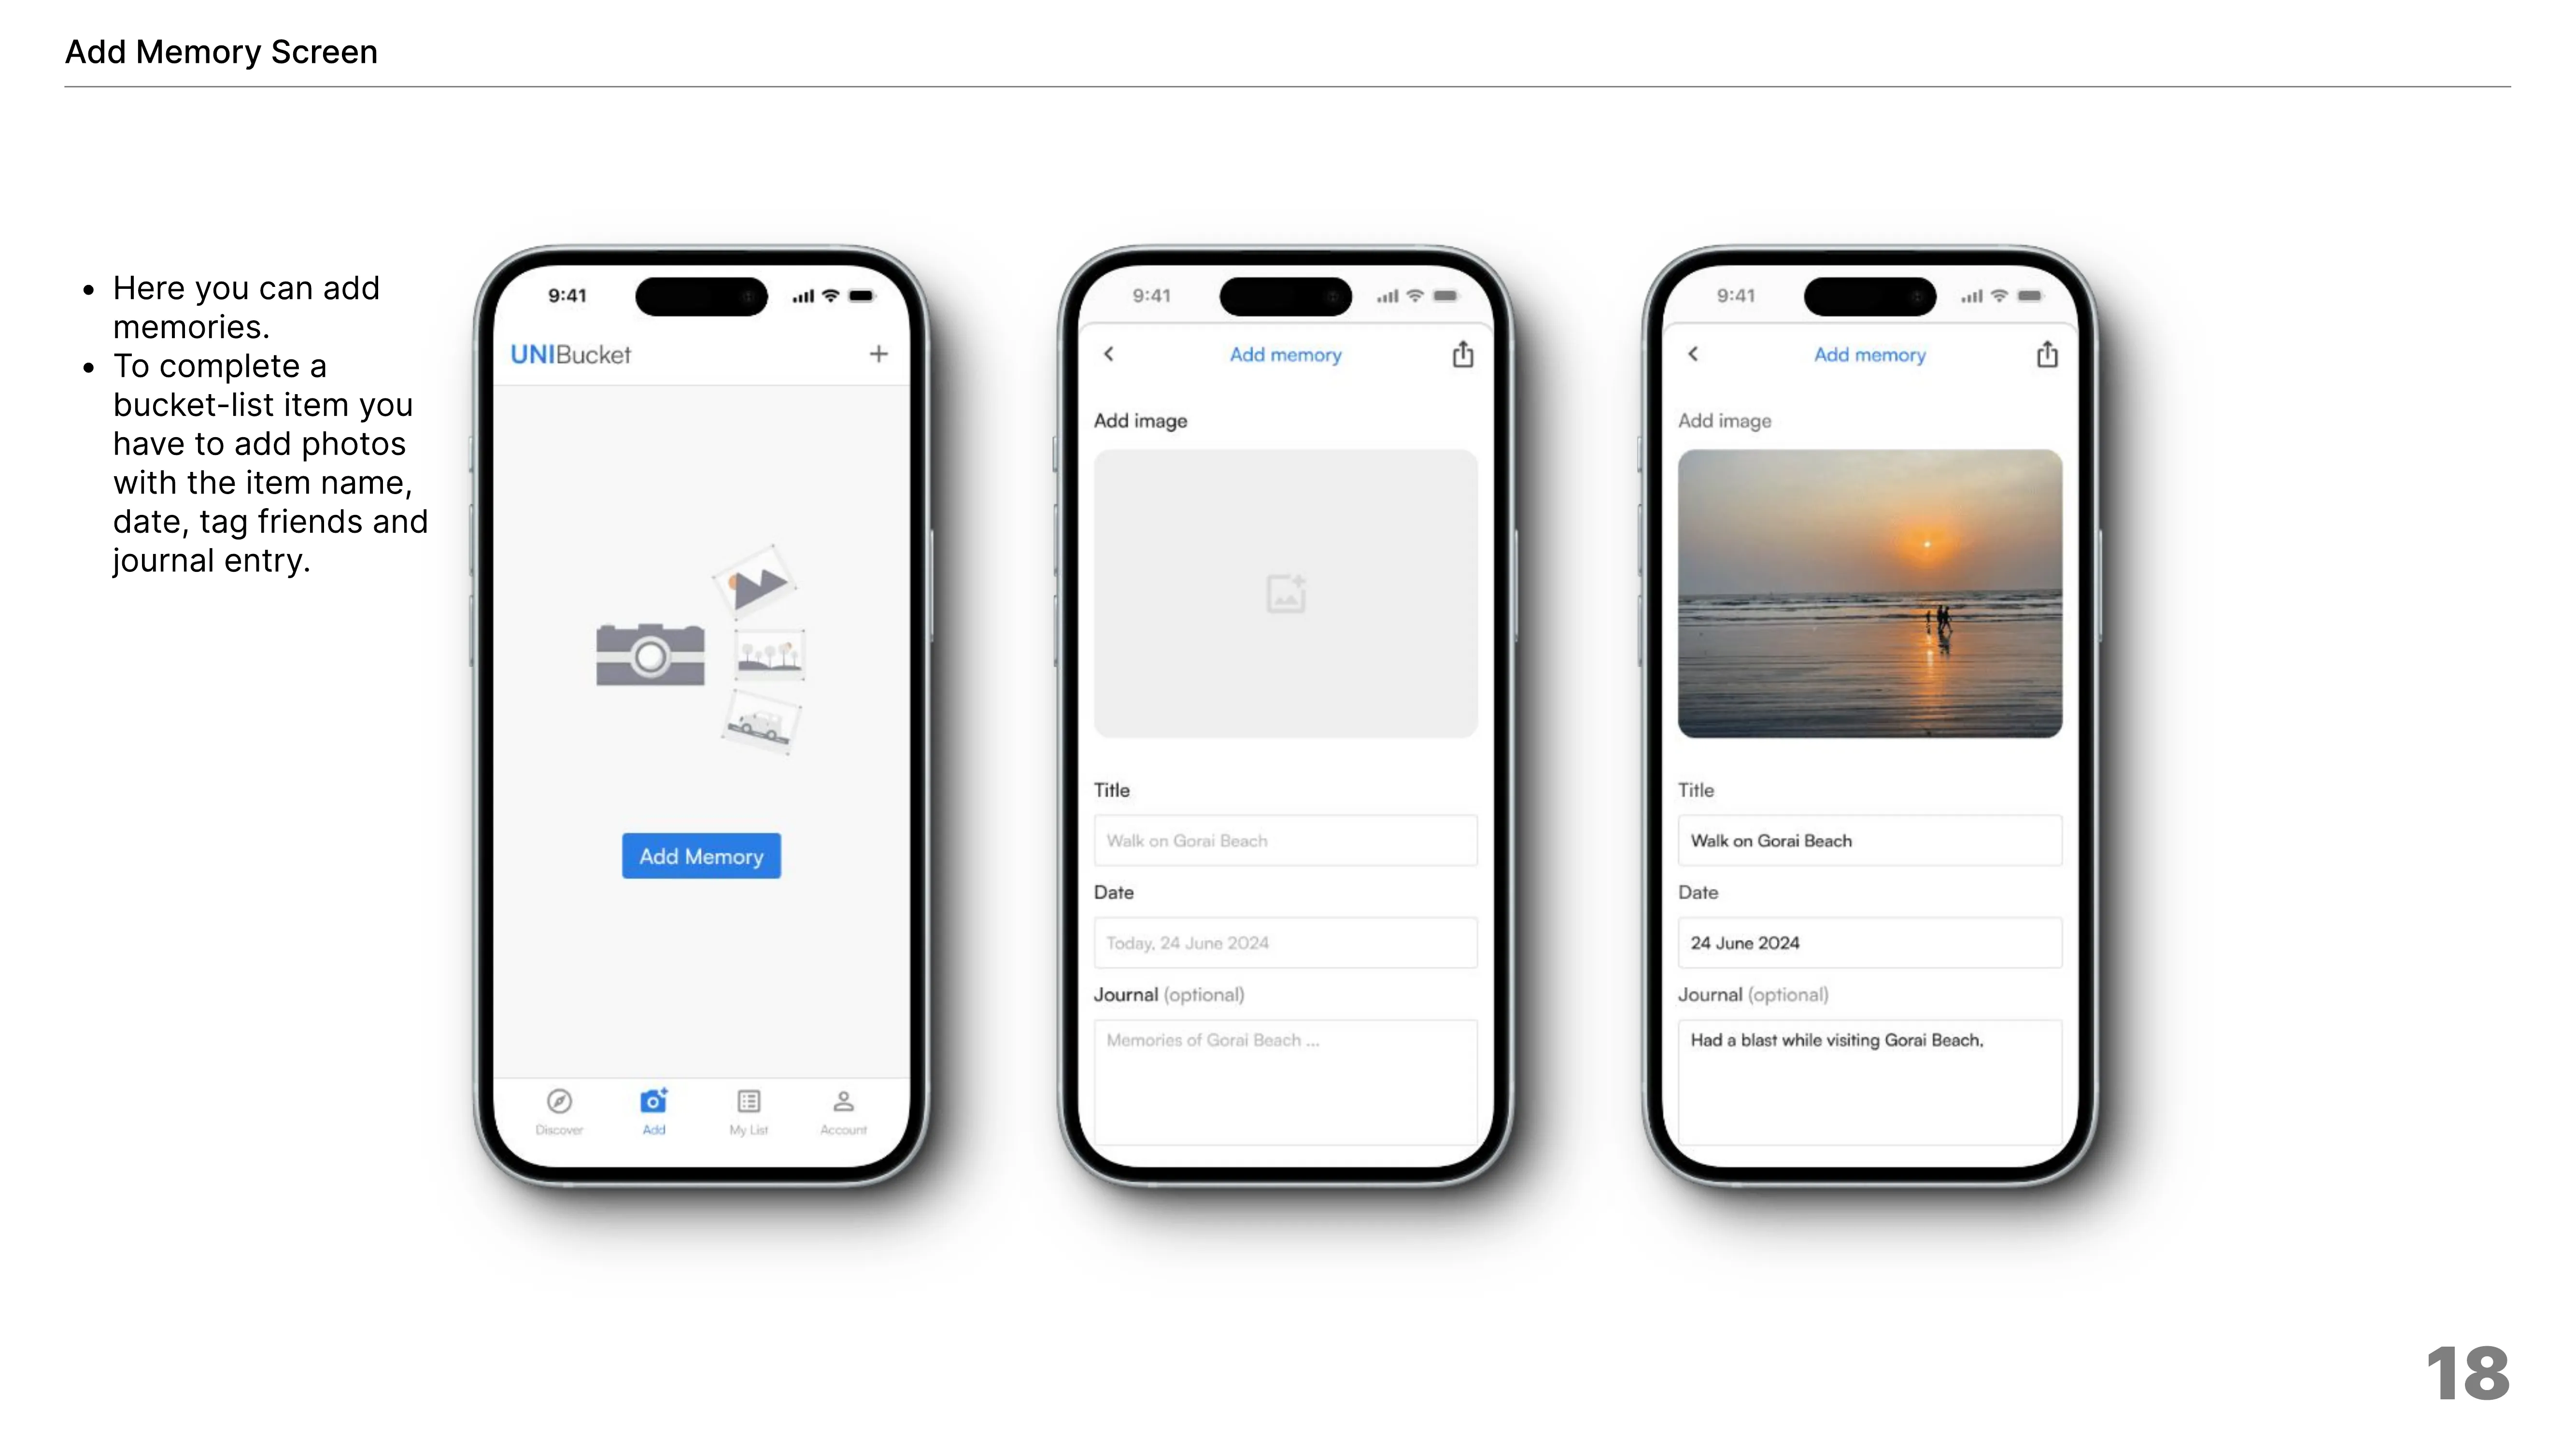 Add Memory Screen
• Here you can add
memories.
• To complete a
bucket-list item you
have to add photos
with the item name,
date, tag friends and
journal entry.
9:41
UNIBucket +
Add Memory
Discover Add My List Account
9:41
Add memory
Add image
Title
Walk on Gorai Beach
Date
Today, 24 June 2024
Journal (optional)
Memories of Gorai Beach ...
9:41
Add memory
Add image
Title
Walk on Gorai Beach
Date
24 June 2024
Journal (optional)
Had a blast while visiting Gorai Beach,
18